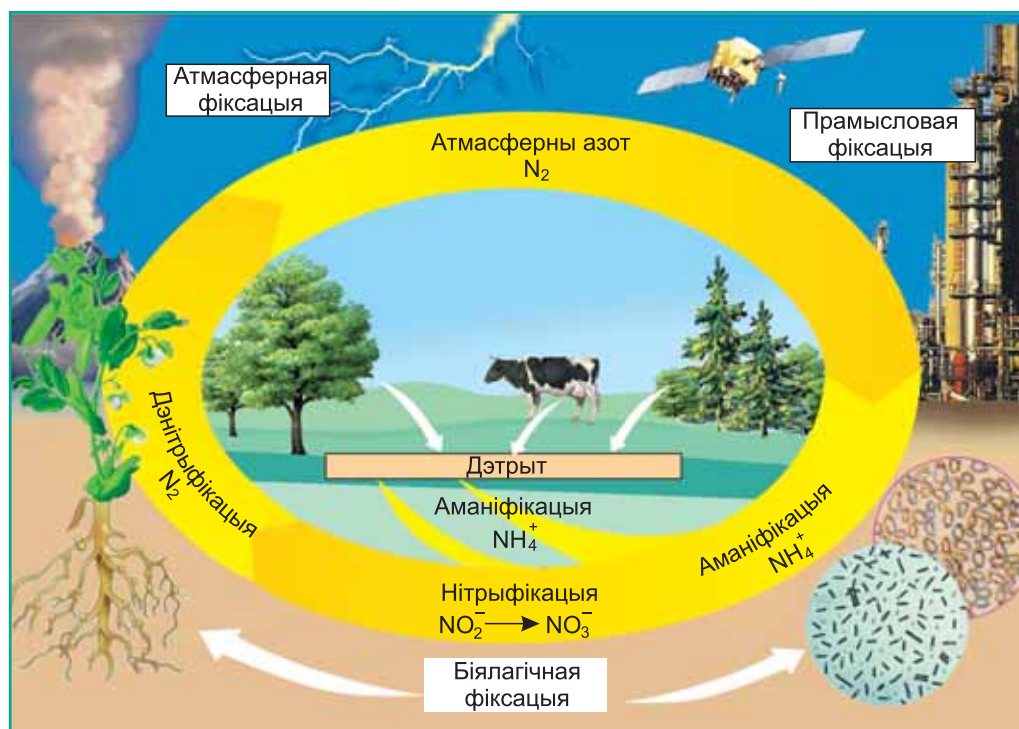 Атмасферная
фіксацыя
Прамысловая
фіксацыя
Атмасферны азот
N₂
Дэнітрыфікацыя
N₂
Дэтрыт
Аманіфікацыя
NH₄⁺
Аманіфікацыя
NH₄⁺
Нітрыфікацыя
NO₂⁻ → NO₃⁻
Біялагічная
фіксацыя